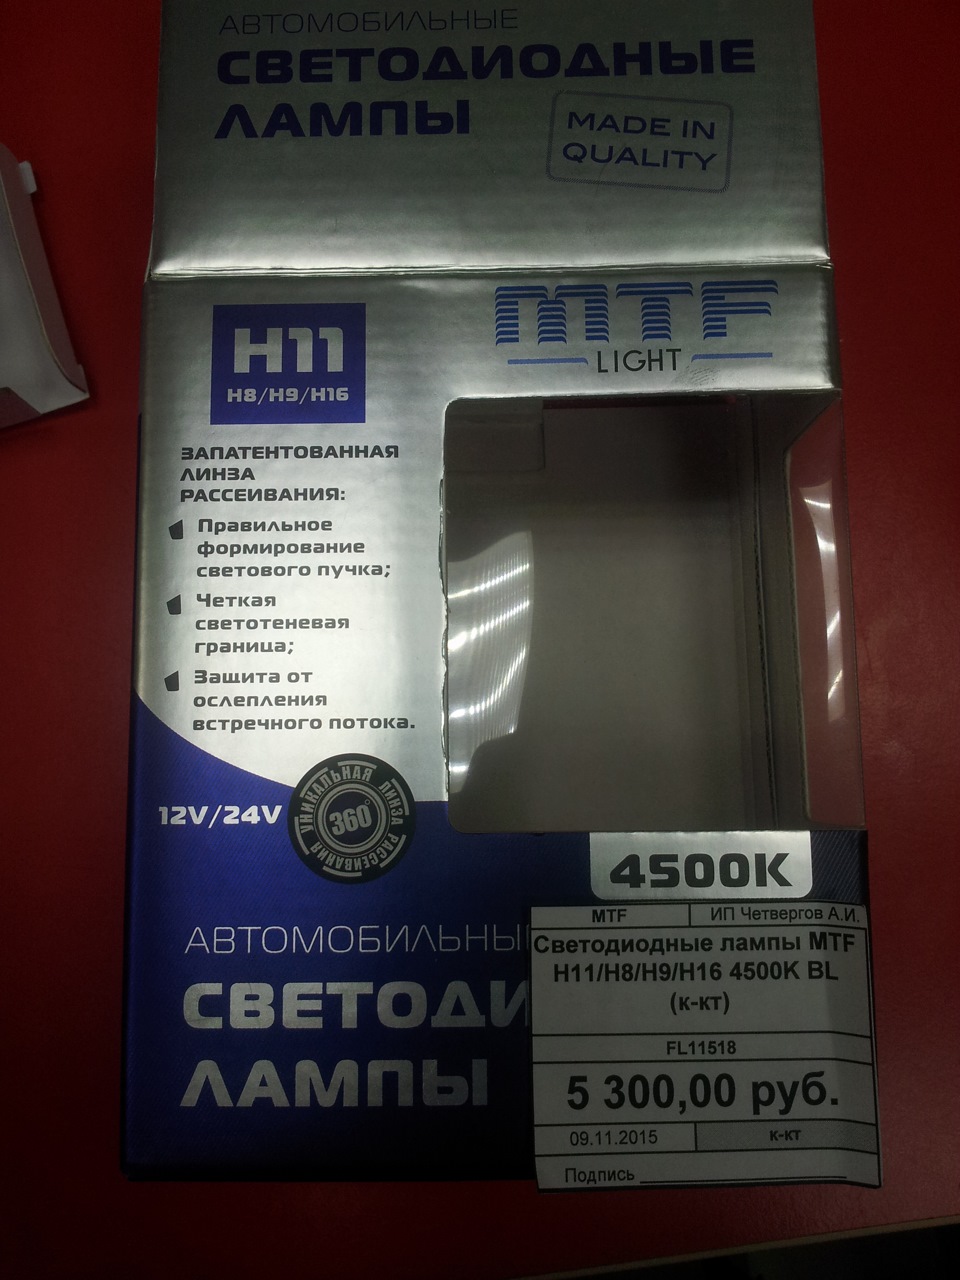 АВТОМОБИЛЬНЫЕ
СВЕТОДИОДНЫЕ
ЛАМПЫ
MADE IN
QUALITY
H11
H8/H9/H16
MTF
LIGHT
ЗАПАТЕНТОВАННАЯ
ЛИНЗА
РАССЕИВАНИЯ:
Правильное
формирование
светового пучка;
Четкая
светотеневая
граница;
Защита от
ослепления
встречного потока.
12V/24V
УНИКАЛЬНАЯ ЛИНЗА РАССЕИВАНИЯ
360°
4500K
АВТОМОБИЛЬНЫ
СВЕТОДИ
ЛАМПЫ
MTF ИП Четвергов А.И.
Светодиодные лампы MTF
H11/H8/H9/H16 4500K BL
(к-кт)
FL11518
5 300,00 руб.
09.11.2015 к-кт
Подпись